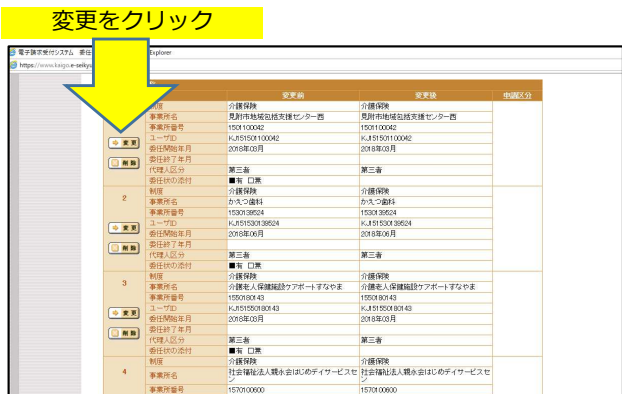 変更をクリック
電子請求受付システム 委任 Explorer
https://www.kaigo.e-seikyu
変更前 変更後 申請区分
制度 介護保険 介護保険
事業所名 見附市地域包括支援センター西 見附市地域包括支援センター西
事業所番号 1501100042 1501100042
ユーザID KJ151501100042 KJ151501100042
変更
委任開始年月 2018年03月 2018年03月
委任終了年月
削除
代理人区分 第三者 第三者
委任状の添付 ■有 □無
2
制度 介護保険 介護保険
事業所名 かえつ歯科 かえつ歯科
事業所番号 1530139524 1530139524
ユーザID KJ151530139524 KJ151530139524
変更
委任開始年月 2018年06月 2018年06月
委任終了年月
削除
代理人区分 第三者 第三者
委任状の添付 ■有 □無
3
制度 介護保険 介護保険
事業所名 介護老人保健施設ケアポートすなやま 介護老人保健施設ケアポートすなやま
事業所番号 1550180143 1550180143
ユーザID KJ151550180143 KJ151550180143
変更
委任開始年月 2018年03月 2018年03月
委任終了年月
削除
代理人区分 第三者 第三者
委任状の添付 ■有 □無
4
制度 介護保険 介護保険
事業所名 社会福祉法人親永会はじめデイサービスセン 社会福祉法人親永会はじめデイサービスセン
事業所番号 1570100600 1570100600